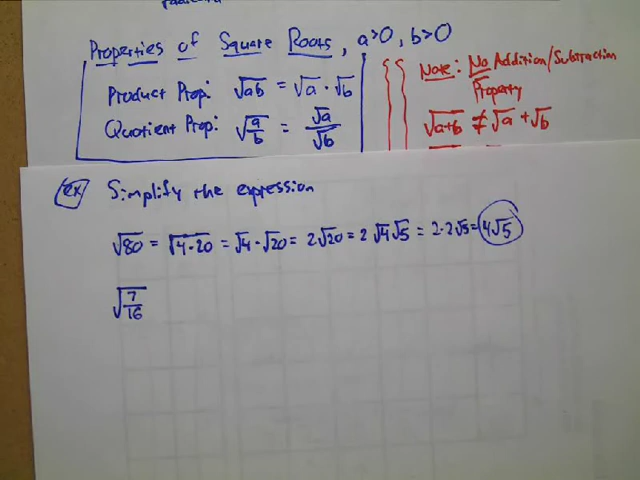 Properties of Square Roots, a>0, b>0
Product Prop: √ab = √a · √b
Quotient Prop: √(a/b) = √a/√b
Note: No Addition/Subtraction
Property
√a+b ≠ √a + √b
ex Simplify the expression
√80 = √4·20 = √4·√20 = 2√20 = 2√4√5 = 2·2√5 = 4√5
√(7/16)